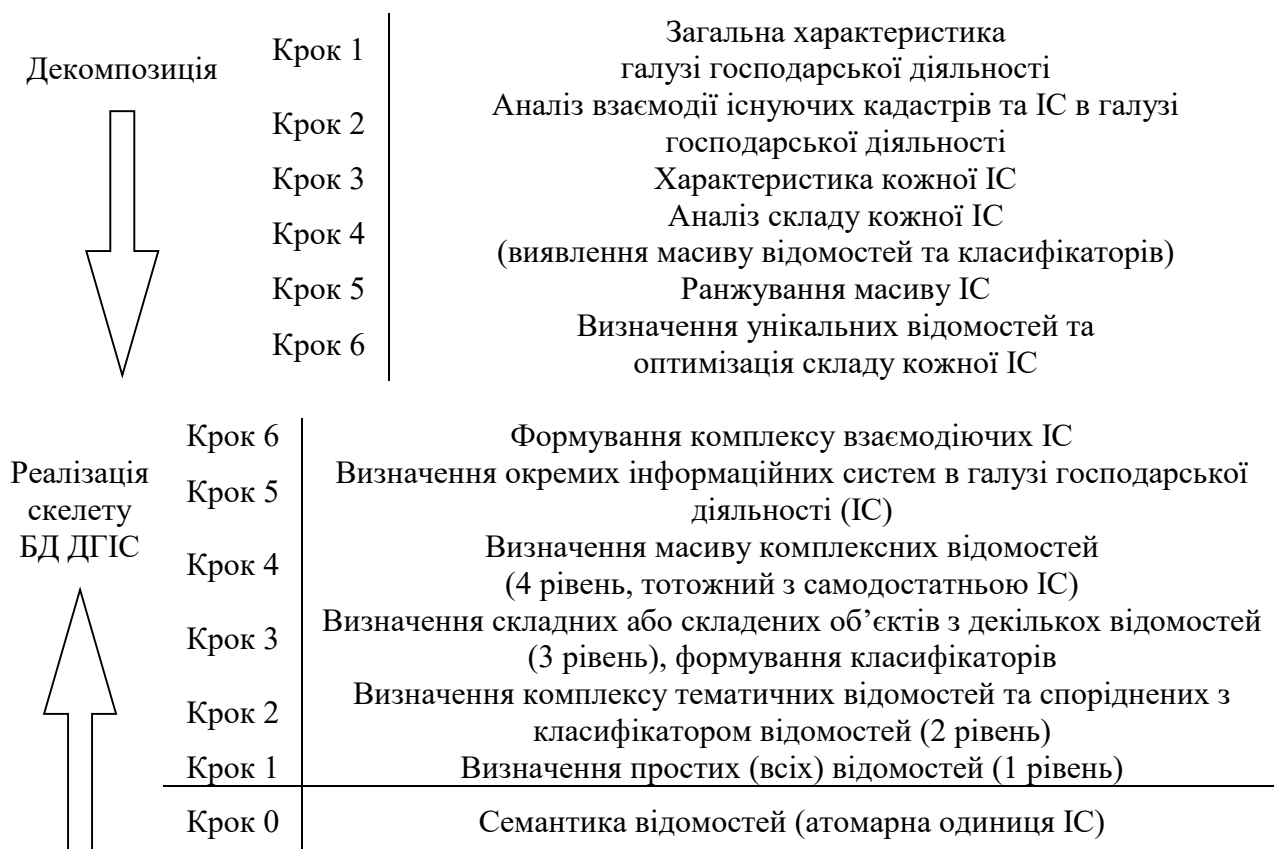 Декомпозиція
Крок 1
Загальна характеристика
галузі господарської діяльності
Крок 2
Аналіз взаємодії існуючих кадастрів та ІС в галузі
господарської діяльності
Крок 3
Характеристика кожної ІС
Крок 4
Аналіз складу кожної ІС
(виявлення масиву відомостей та класифікаторів)
Крок 5
Ранжування масиву ІС
Крок 6
Визначення унікальних відомостей та
оптимізація складу кожної ІС
Реалізація
скелету
БД ДГІС
Крок 6
Формування комплексу взаємодіючих ІС
Крок 5
Визначення окремих інформаційних систем в галузі господарської
діяльності (ІС)
Крок 4
Визначення масиву комплексних відомостей
(4 рівень, тотожний з самодостатньою ІС)
Крок 3
Визначення складних або складених об’єктів з декількох відомостей
(3 рівень), формування класифікаторів
Крок 2
Визначення комплексу тематичних відомостей та споріднених з
класифікатором відомостей (2 рівень)
Крок 1
Визначення простих (всіх) відомостей (1 рівень)
Крок 0
Семантика відомостей (атомарна одиниця ІС)